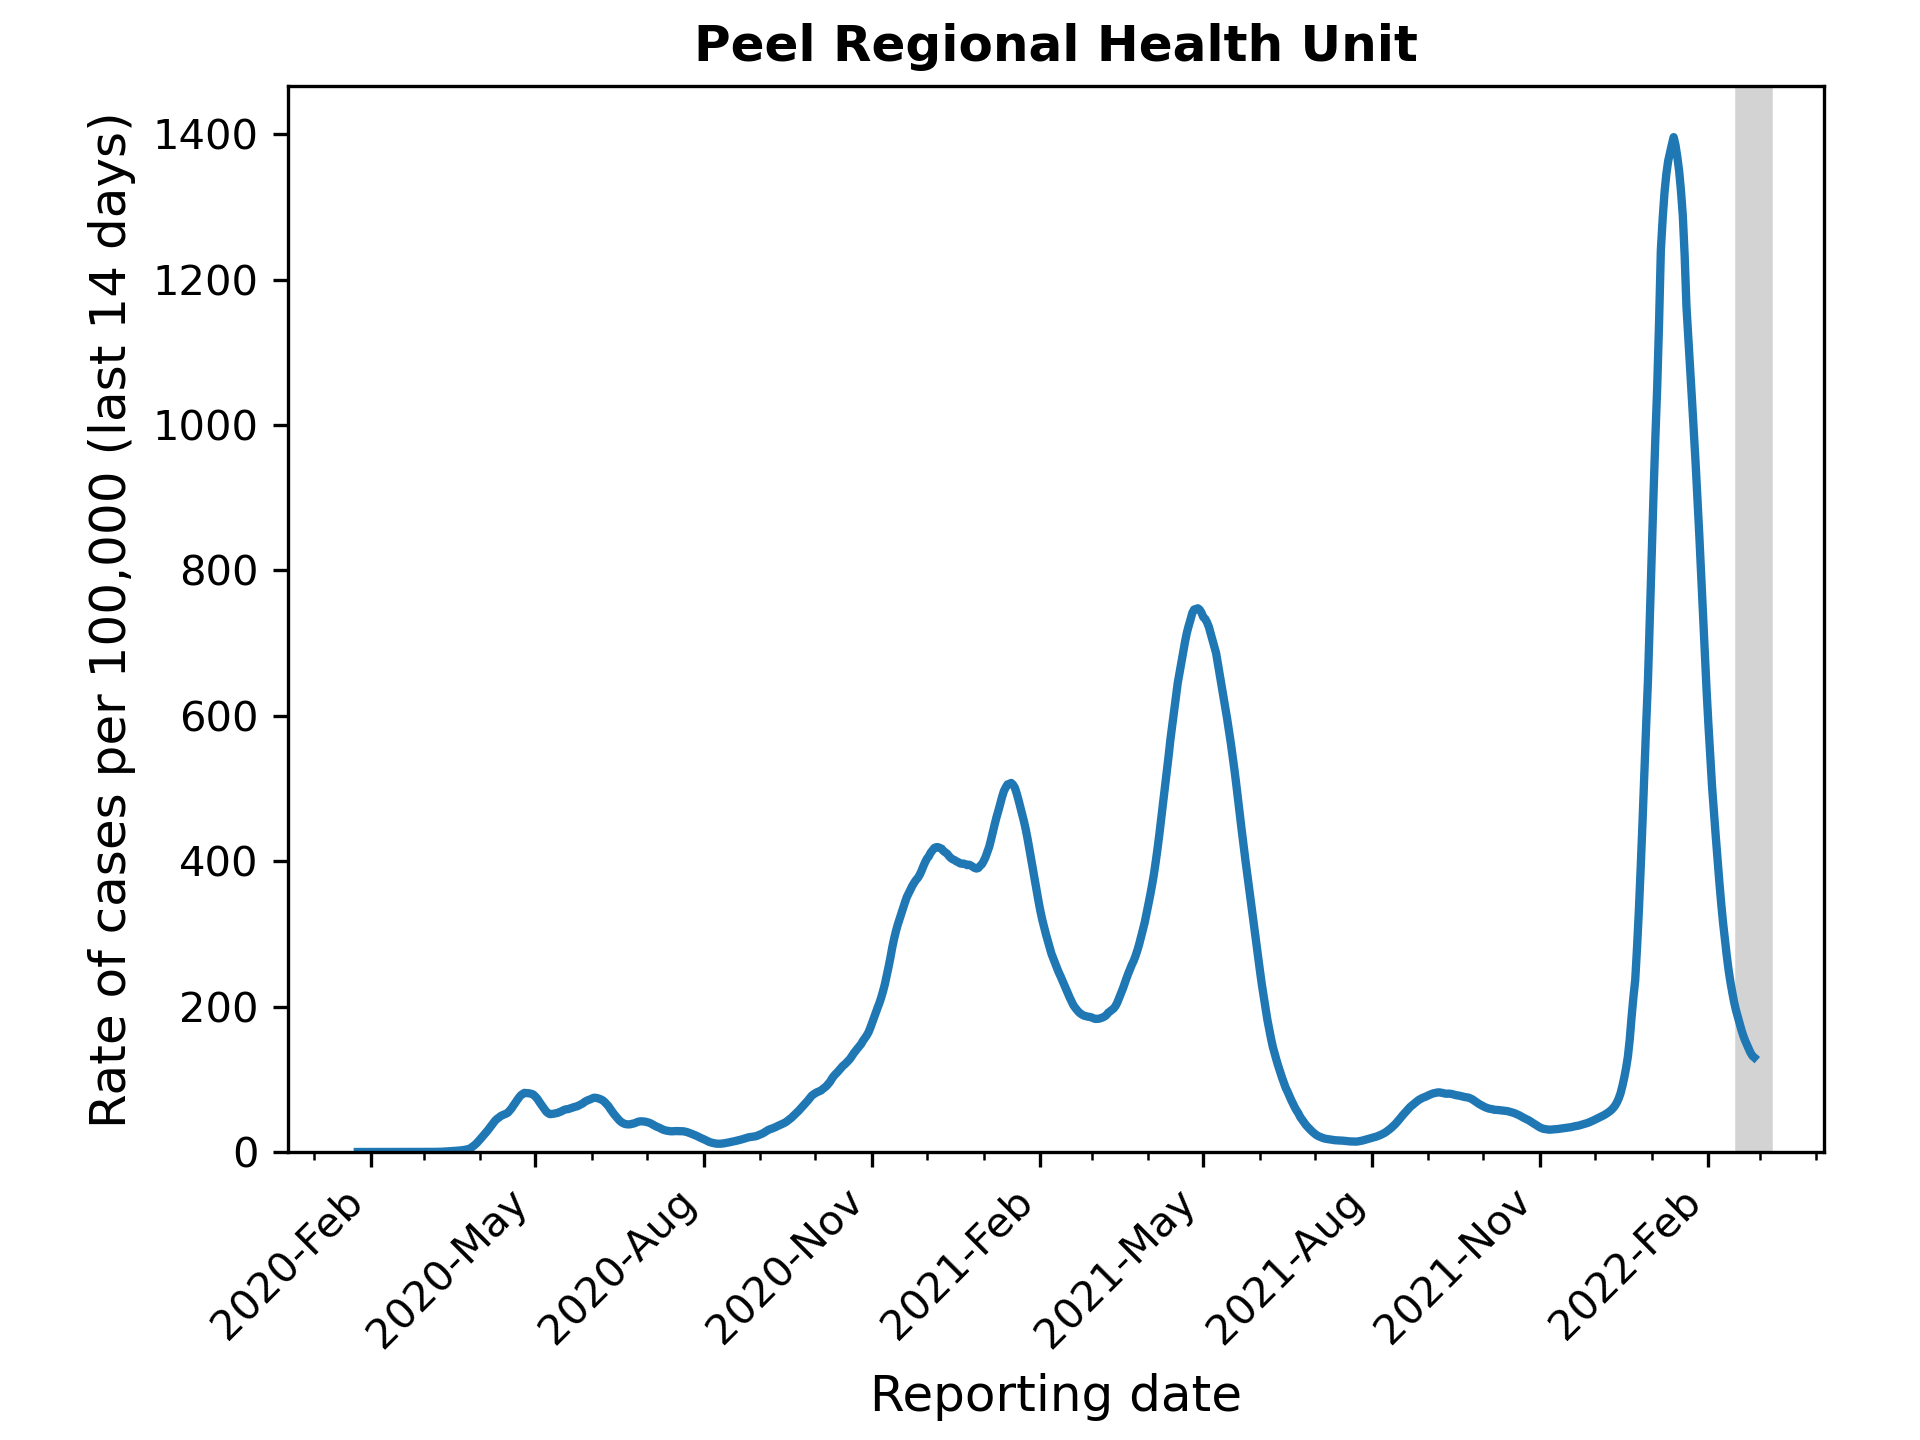 Peel Regional Health Unit
Rate of cases per 100,000 (last 14 days)
1400
1200
1000
800
600
400
200
0
2020-Feb
2020-May
2020-Aug
2020-Nov
2021-Feb
2021-May
2021-Aug
2021-Nov
2022-Feb
Reporting date